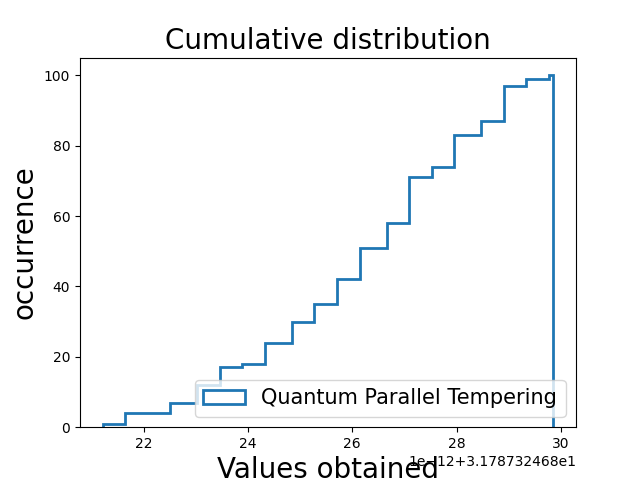 Cumulative distribution
occurrence
100
80
60
40
20
0
Quantum Parallel Tempering
22
24
26
28
30
1e−12+3.178732468e1
Values obtained